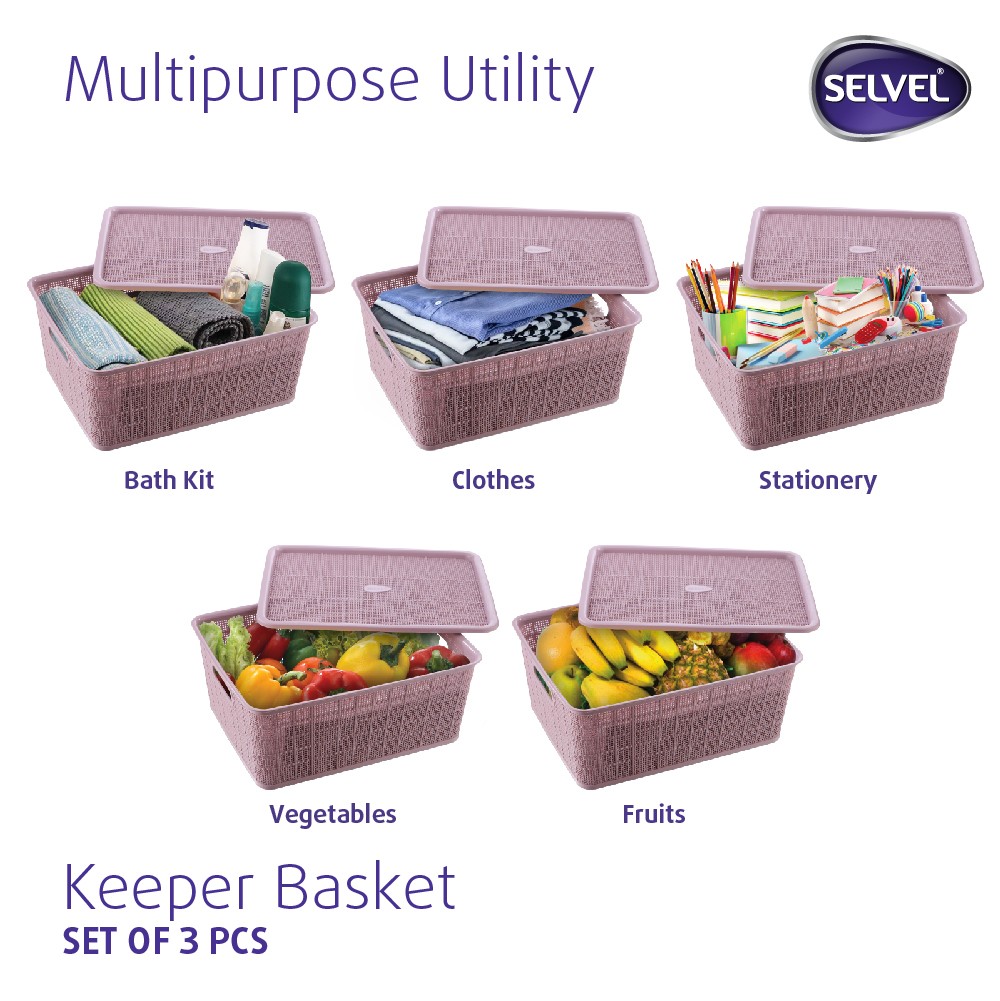 Multipurpose Utility
SELVEL®
Bath Kit
Clothes
Stationery
Vegetables
Fruits
Keeper Basket
SET OF 3 PCS